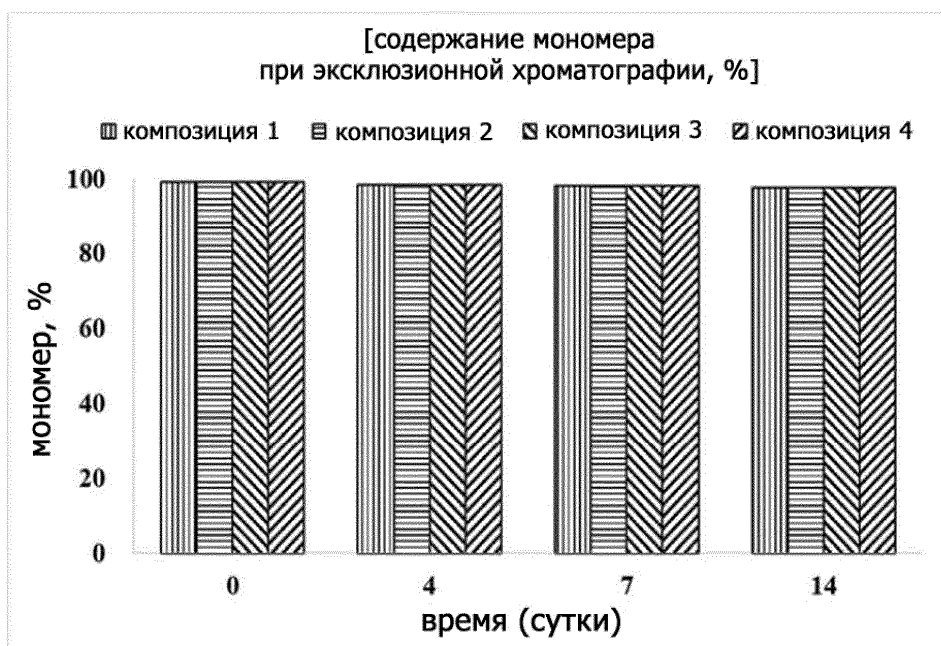 [содержание мономера
при эксклюзионной хроматографии, %]
композиция 1 композиция 2 композиция 3 композиция 4
мономер, %
100
80
60
40
20
0
0 4 7 14
время (сутки)